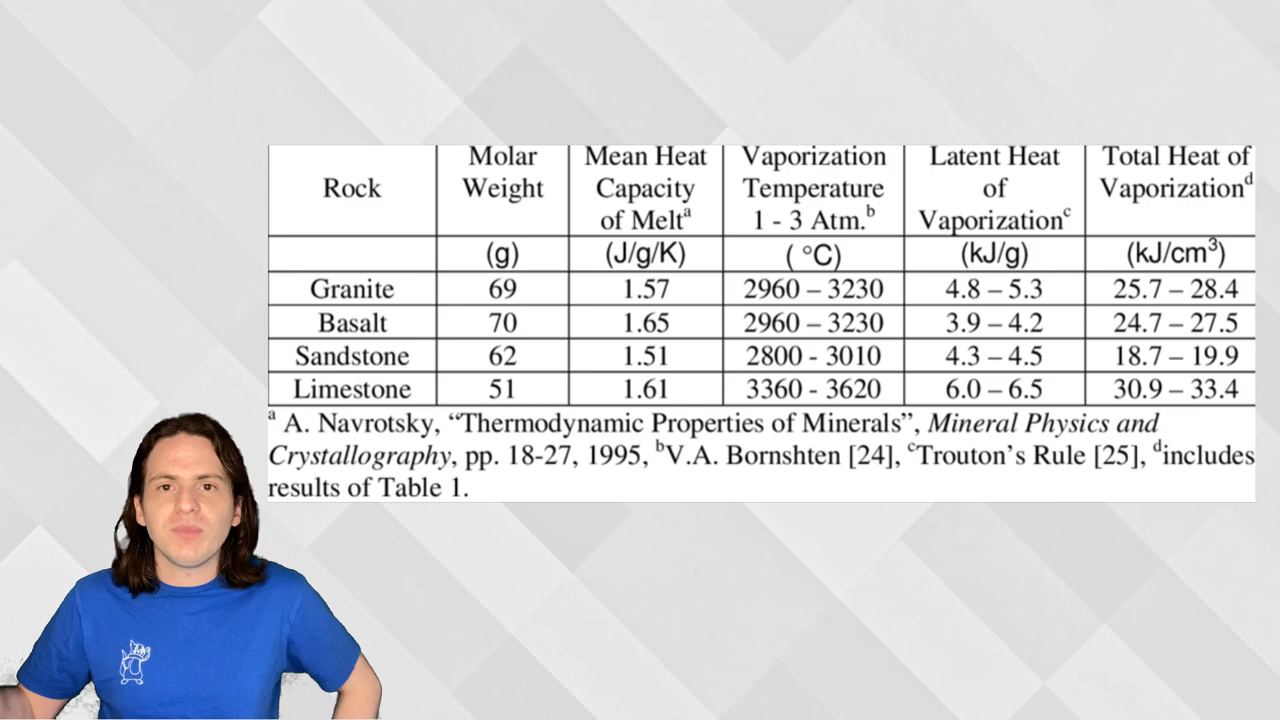 Rock | Molar Weight | Mean Heat Capacity of Melt^a | Vaporization Temperature 1 - 3 Atm.^b | Latent Heat of Vaporization^c | Total Heat of Vaporization^d
(g) | (J/g/K) | ( °C) | (kJ/g) | (kJ/cm³)
Granite | 69 | 1.57 | 2960 – 3230 | 4.8 – 5.3 | 25.7 – 28.4
Basalt | 70 | 1.65 | 2960 – 3230 | 3.9 – 4.2 | 24.7 – 27.5
Sandstone | 62 | 1.51 | 2800 - 3010 | 4.3 – 4.5 | 18.7 – 19.9
Limestone | 51 | 1.61 | 3360 - 3620 | 6.0 – 6.5 | 30.9 – 33.4
^a A. Navrotsky, “Thermodynamic Properties of Minerals”, Mineral Physics and
Crystallography, pp. 18-27, 1995, ^bV.A. Bornshten [24], ^cTrouton’s Rule [25], ^dincludes
results of Table 1.